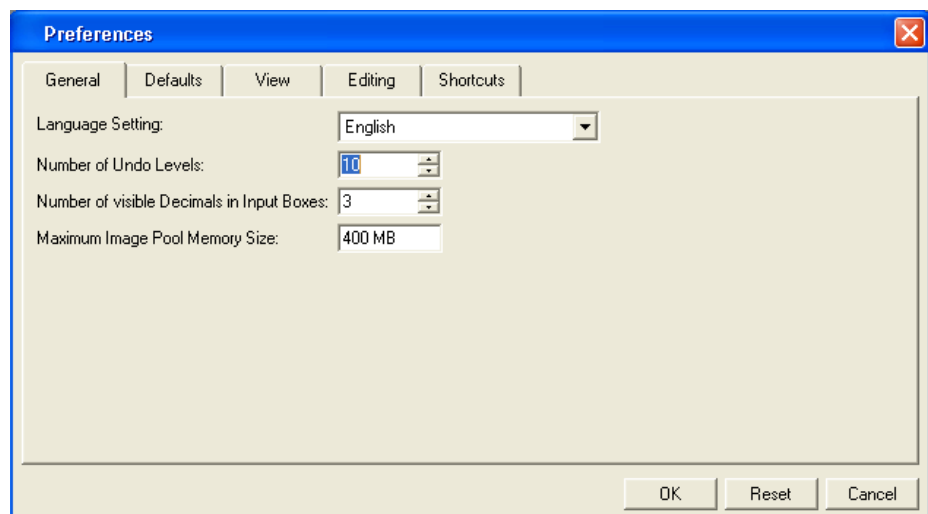 Preferences
General Defaults View Editing Shortcuts
Language Setting: English
Number of Undo Levels: 10
Number of visible Decimals in Input Boxes: 3
Maximum Image Pool Memory Size: 400 MB
OK Reset Cancel